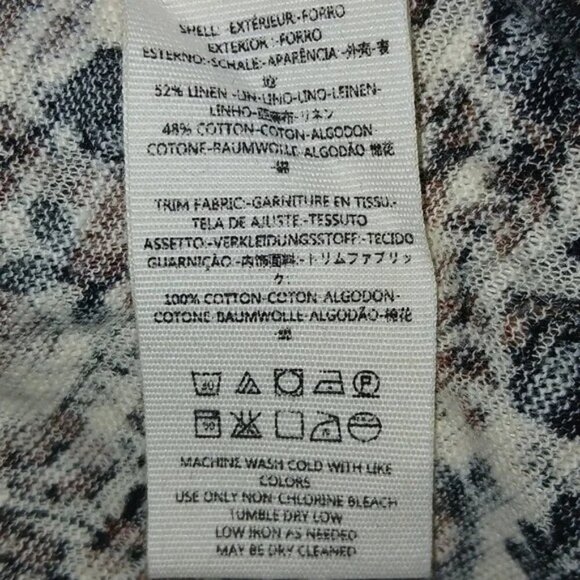 SHELL: -EXTÉRIEUR-FORRO
EXTERIOR -FORRO
ESTERNO:-SCHALE:-APARÊNCIA:-外壳-表
地
52% LINEN -LIN-LINO-LINO-LEINEN-
LINHO-亚麻布-リネン
48% COTTON-COTON-ALGODON-
COTONE-BAUMWOLLE-ALGODÃO-棉花
-綿
TRIM FABRIC:-GARNITURE EN TISSU:-
TELA DE AJUSTE:-TESSUTO
ASSETTO:-VERKLEIDUNGSSTOFF:-TECIDO
GUARNIÇÃO:-内饰面料:-トリムファブリッ
ク:
100% COTTON-COTON-ALGODON-
COTONE-BAUMWOLLE-ALGODÃO-棉花
-綿
40 P
MACHINE WASH COLD WITH LIKE
COLORS
USE ONLY NON-CHLORINE BLEACH
TUMBLE DRY LOW
LOW IRON AS NEEDED
MAY BE DRY CLEANED